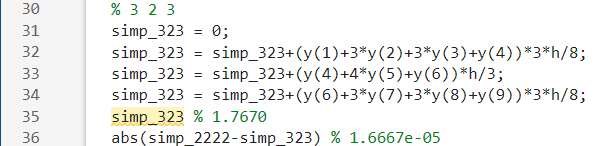 30 % 3 2 3
31 simp_323 = 0;
32 simp_323 = simp_323+(y(1)+3*y(2)+3*y(3)+y(4))*3*h/8;
33 simp_323 = simp_323+(y(4)+4*y(5)+y(6))*h/3;
34 simp_323 = simp_323+(y(6)+3*y(7)+3*y(8)+y(9))*3*h/8;
35 simp_323 % 1.7670
36 abs(simp_2222-simp_323) % 1.6667e-05